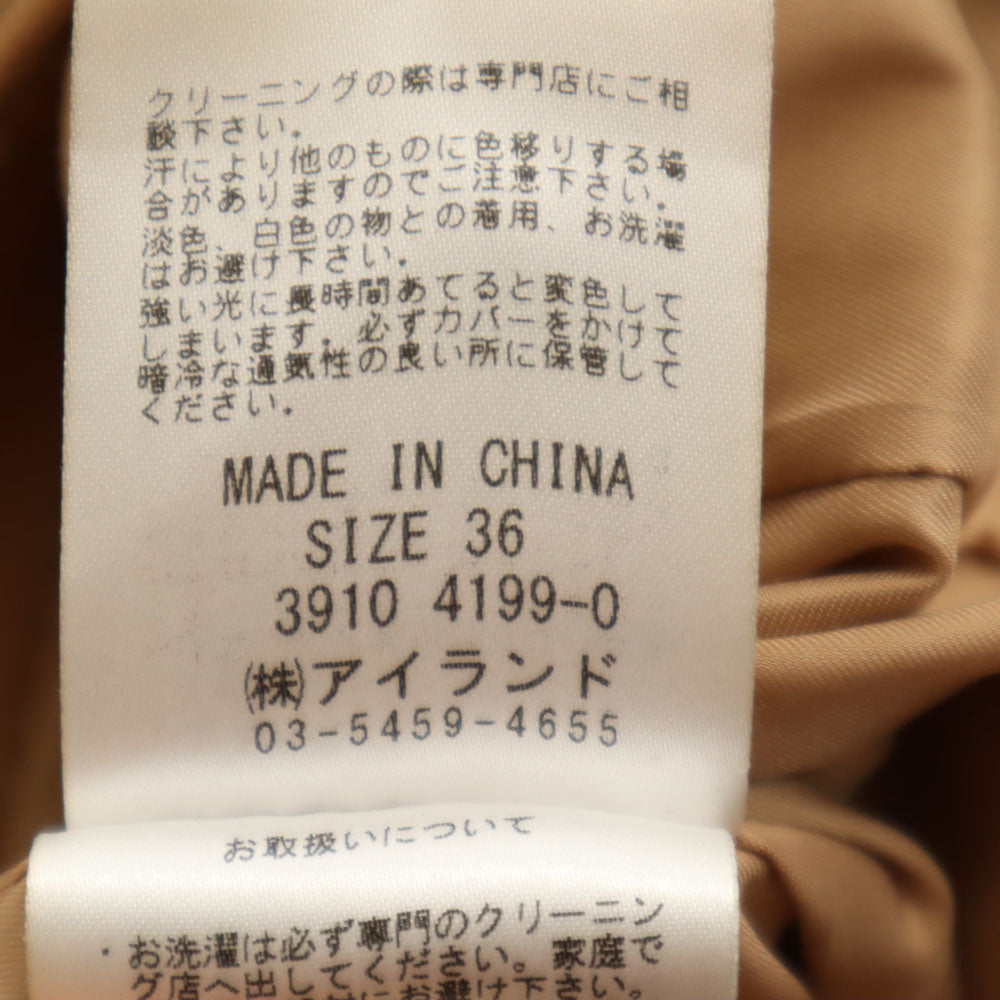 クリーニングの際は専門店にご相
談下さい。
汗により他のものに色移りする場
合がありますのでご注意下さい。
淡色、白色の物との着用、お洗濯
はお避け下さい。
強い光に長時間あてると変色して
しまいます。必ずカバーをかけて
暗冷な通気性の良い所に保管して
ください。
MADE IN CHINA
SIZE 36
3910 4199-0
㈱アイランド
03-5459-4655
お取扱いについて
・お洗濯は必ず専門のクリーニン
グ店へ出してください。家庭で
お避け下さい。